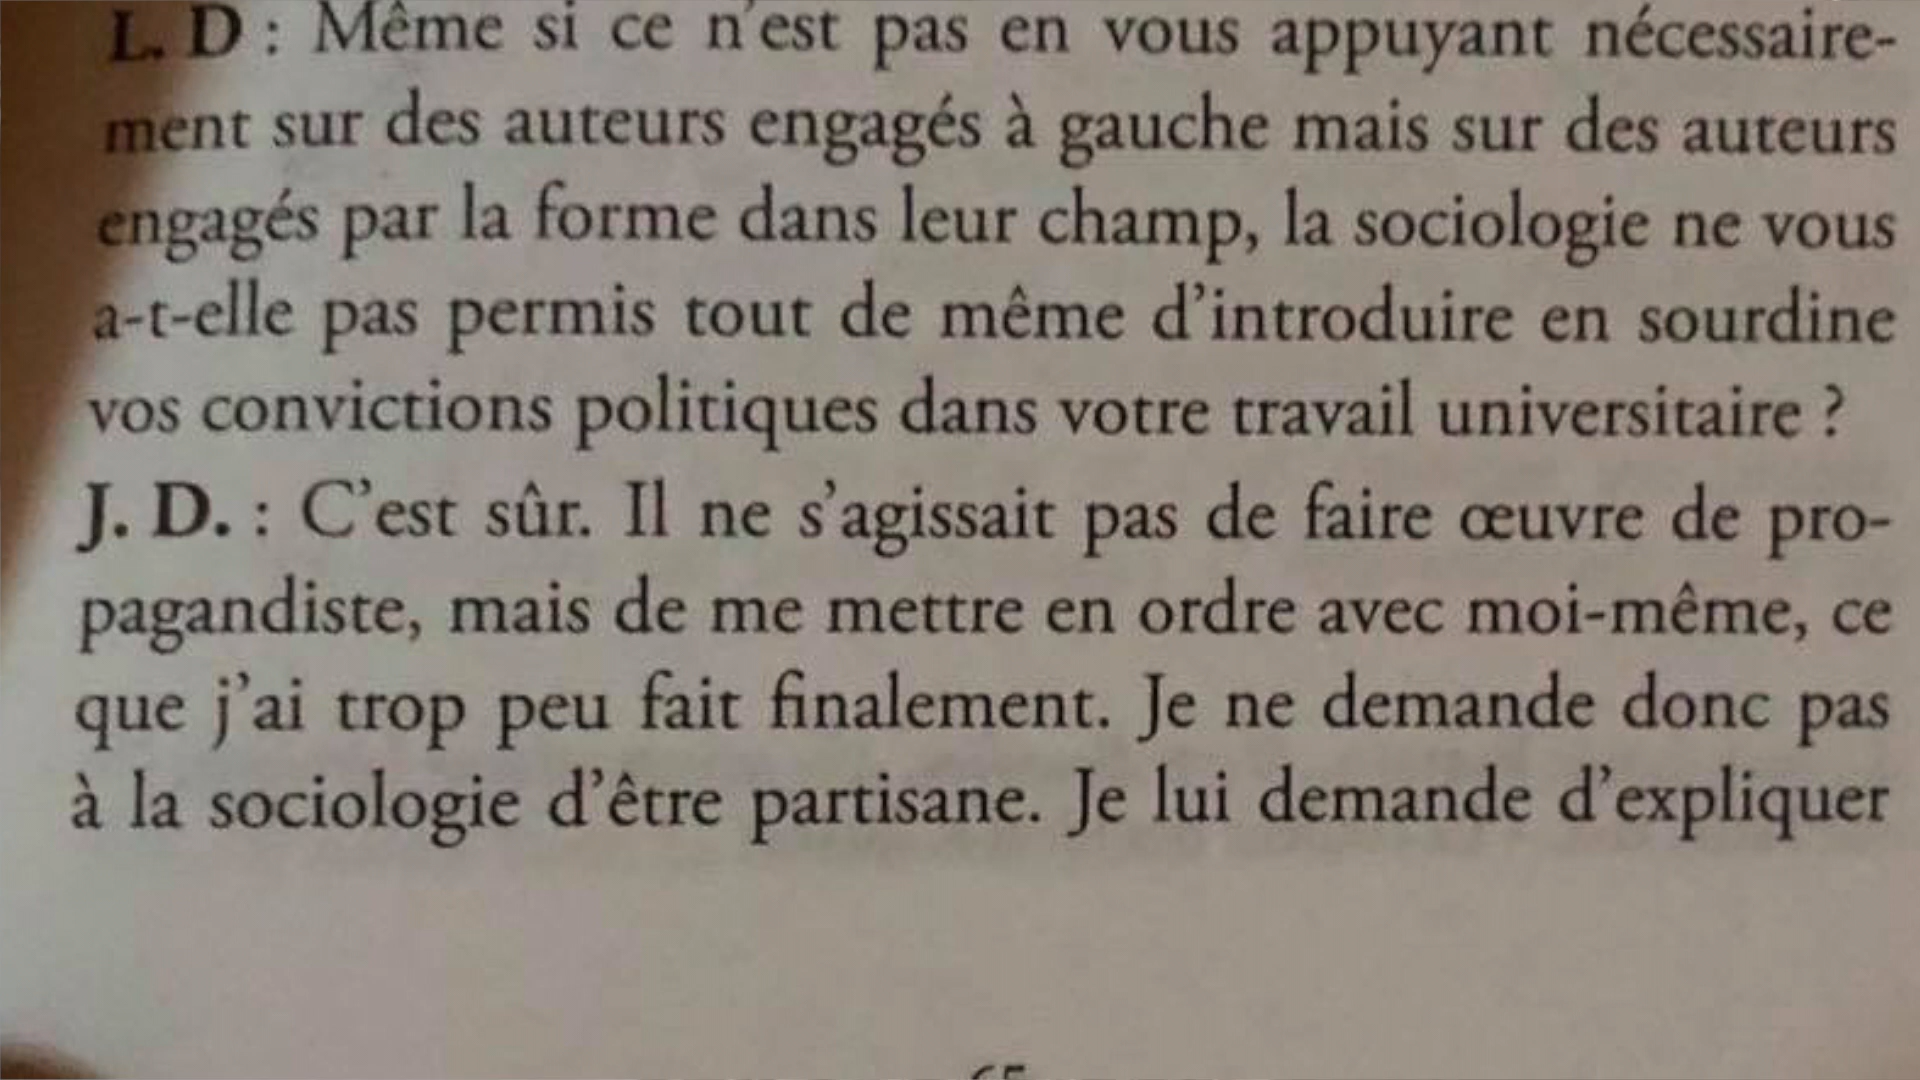 L. D : Même si ce n'est pas en vous appuyant nécessaire-
ment sur des auteurs engagés à gauche mais sur des auteurs
engagés par la forme dans leur champ, la sociologie ne vous
a-t-elle pas permis tout de même d'introduire en sourdine
vos convictions politiques dans votre travail universitaire ?
J. D. : C'est sûr. Il ne s'agissait pas de faire œuvre de pro-
pagandiste, mais de me mettre en ordre avec moi-même, ce
que j'ai trop peu fait finalement. Je ne demande donc pas
à la sociologie d'être partisane. Je lui demande d'expliquer